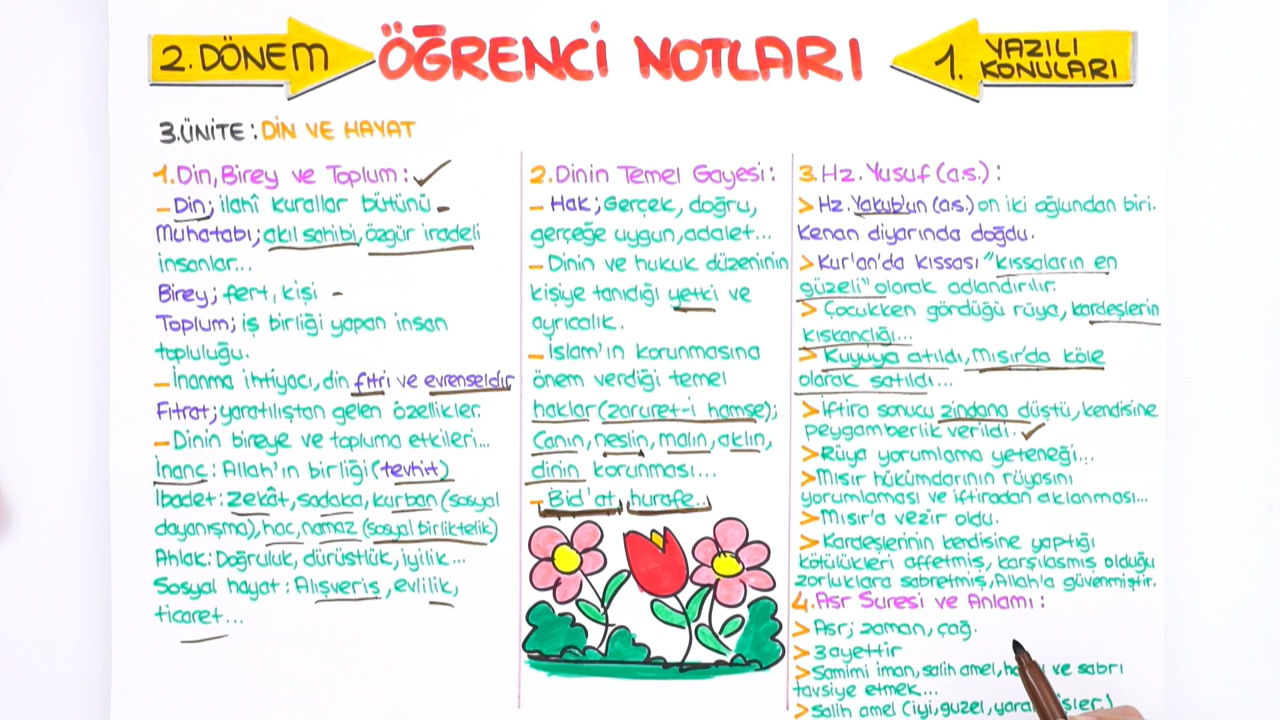 2. DÖNEM
ÖĞRENCİ NOTLARI
1. YAZILI KONULARI
3.ÜNİTE: DİN VE HAYAT
1. Din, Birey ve Toplum:
- Din; ilahî kurallar bütünü
Muhatabı; akıl sahibi, özgür iradeli
insanlar...
Birey; fert, kişi
Toplum; iş birliği yapan insan
topluluğu.
- İnanma ihtiyacı, din fıtri ve evrenseldir
Fıtrat; yaratılıştan gelen özellikler.
- Dinin bireye ve topluma etkileri...
İnanç: Allah'ın birliği (tevhit)
İbadet: zekât, sadaka, kurban (sosyal
dayanışma), hac, namaz (sosyal birliktelik)
Ahlak: Doğruluk, dürüstlük, iyilik...
Sosyal hayat: Alışveriş, evlilik,
ticaret...
2. Dinin Temel Gayesi:
- Hak; Gerçek, doğru,
gerçeğe uygun, adalet...
- Dinin ve hukuk düzeninin
kişiye tanıdığı yetki ve
ayrıcalık.
- İslam'ın korunmasına
önem verdiği temel
haklar (zaruret-i hamse);
Canın, neslin, malın, aklın,
dinin korunması...
- Bid'at, hurafe..
3. Hz. Yusuf (a.s.):
> Hz. Yakub'un (a.s.) on iki oğlundan biri.
Kenan diyarında doğdu.
> Kur'an'da kıssası "kıssaların en
güzeli" olarak adlandırılır.
> Çocukken gördüğü rüya, kardeşlerin
kıskançlığı...
> Kuyuya atıldı, Mısır'da köle
olarak satıldı...
> İftira sonucu zindana düştü, kendisine
peygamberlik verildi.
> Rüya yorumlama yeteneği...
> Mısır hükümdarının rüyasını
yorumlaması ve iftiradan aklanması...
> Mısır'a vezir oldu.
> Kardeşlerinin kendisine yaptığı
kötülükleri affetmiş, karşılaşmış olduğu
zorluklara sabretmiş, Allah'a güvenmiştir.
4. Asr Suresi ve Anlamı:
> Asr; zaman, çağ.
> 3 ayettir
> Samimi iman, salih amel, ve sabrı
tavsiye etmek...
> Salih amel (iyi, güzel,